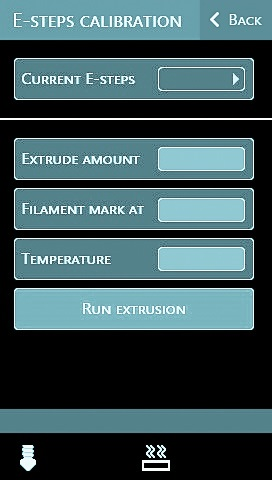 E-STEPS CALIBRATION
BACK
CURRENT E-STEPS
EXTRUDE AMOUNT
FILAMENT MARK AT
TEMPERATURE
RUN EXTRUSION